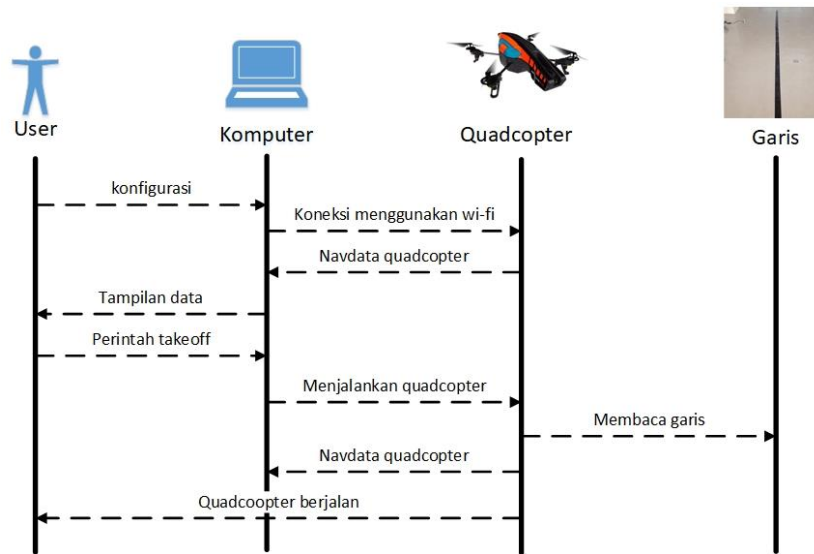 User
Komputer
Quadcopter
Garis
konfigurasi
Koneksi menggunakan wi-fi
Navdata quadcopter
Tampilan data
Perintah takeoff
Menjalankan quadcopter
Membaca garis
Navdata quadcopter
Quadcoopter berjalan